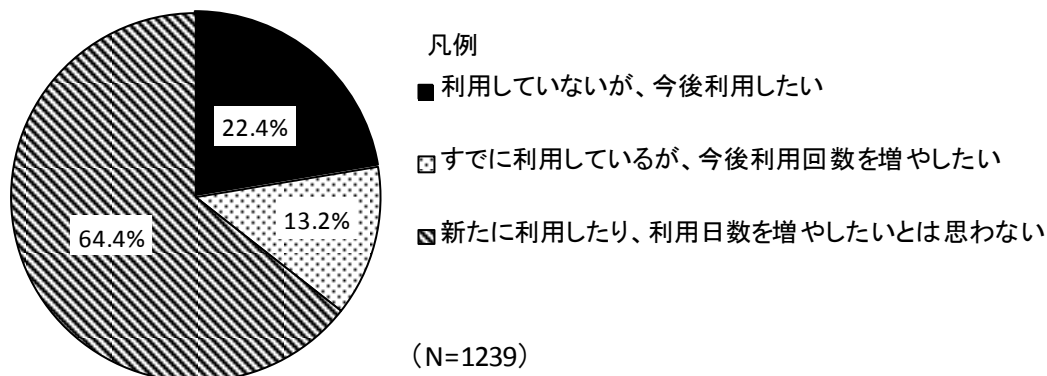 22.4%
13.2%
64.4%
凡例
利用していないが、今後利用したい
すでに利用しているが、今後利用回数を増やしたい
新たに利用したり、利用日数を増やしたいとは思わない
（N=1239）